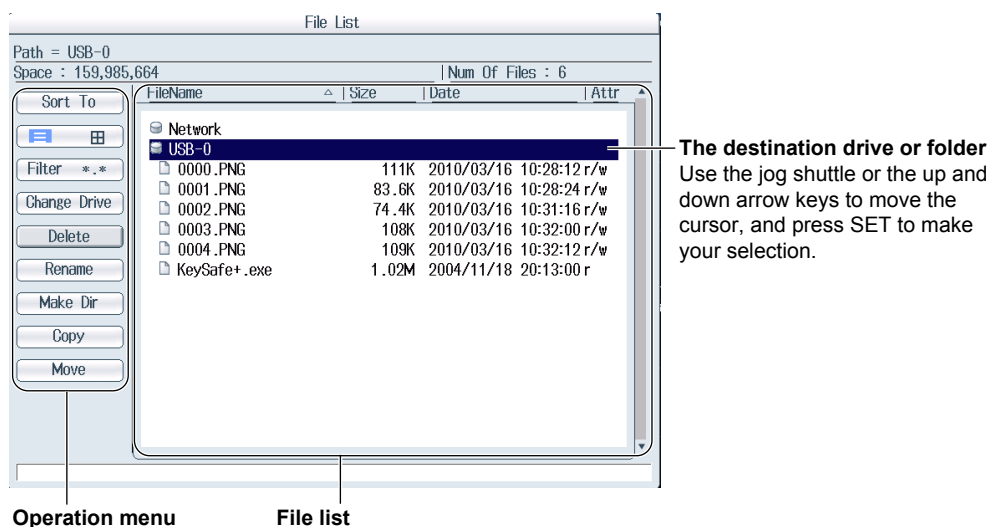 File List
Path = USB-0
Space : 159,985,664
Num Of Files : 6
Sort To
Filter *.*
Change Drive
Delete
Rename
Make Dir
Copy
Move
FileName Size Date Attr
Network
USB-0
0000.PNG 111K 2010/03/16 10:28:12 r/w
0001.PNG 83.6K 2010/03/16 10:28:24 r/w
0002.PNG 74.4K 2010/03/16 10:31:16 r/w
0003.PNG 108K 2010/03/16 10:32:00 r/w
0004.PNG 109K 2010/03/16 10:32:12 r/w
KeySafe+.exe 1.02M 2004/11/18 20:13:00 r
The destination drive or folder
Use the jog shuttle or the up and
down arrow keys to move the
cursor, and press SET to make
your selection.
Operation menu
File list